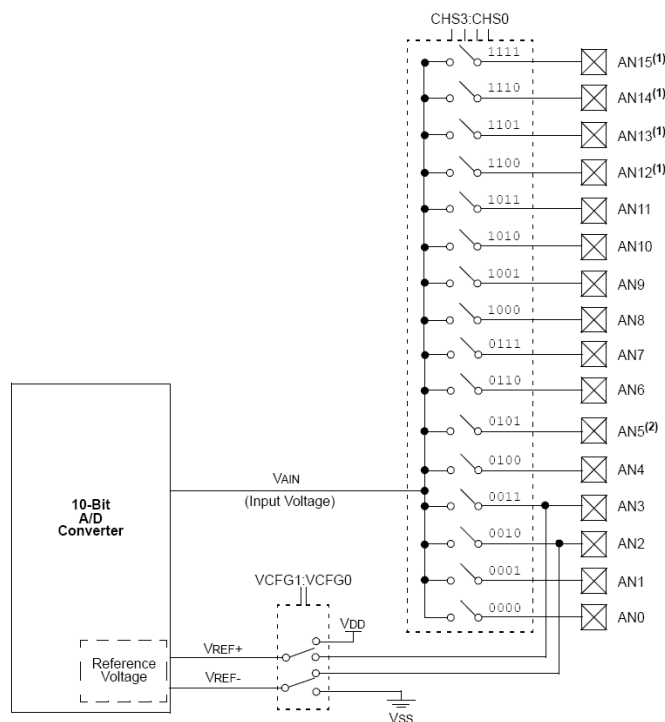 CHS3:CHS0
1111 AN15(1)
1110 AN14(1)
1101 AN13(1)
1100 AN12(1)
1011 AN11
1010 AN10
1001 AN9
1000 AN8
0111 AN7
0110 AN6
0101 AN5(2)
0100 AN4
VAIN
(Input Voltage)
10-Bit
A/D
Converter
0011 AN3
0010 AN2
0001 AN1
0000 AN0
VCFG1:VCFG0
VDD
Reference
Voltage
VREF+
VREF-
VSS